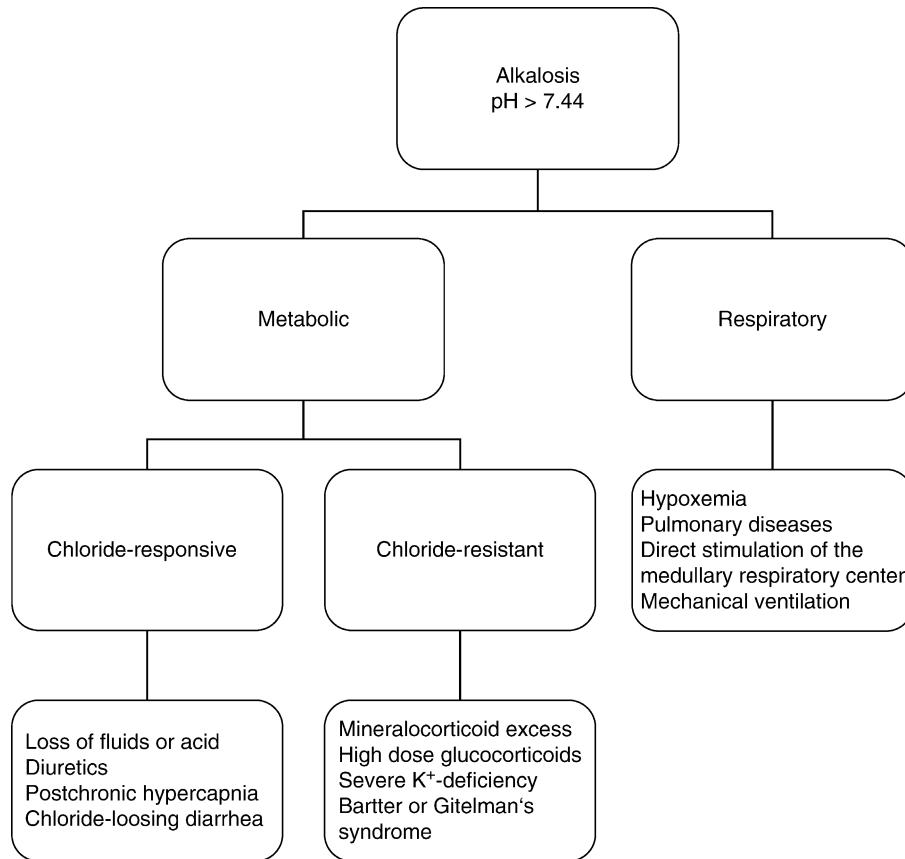 Alkalosis
pH > 7.44
Metabolic
Respiratory
Chloride-responsive
Chloride-resistant
Hypoxemia
Pulmonary diseases
Direct stimulation of the
medullary respiratory center
Mechanical ventilation
Loss of fluids or acid
Diuretics
Postchronic hypercapnia
Chloride-loosing diarrhea
Mineralocorticoid excess
High dose glucocorticoids
Severe K⁺-deficiency
Bartter or Gitelman‘s
syndrome